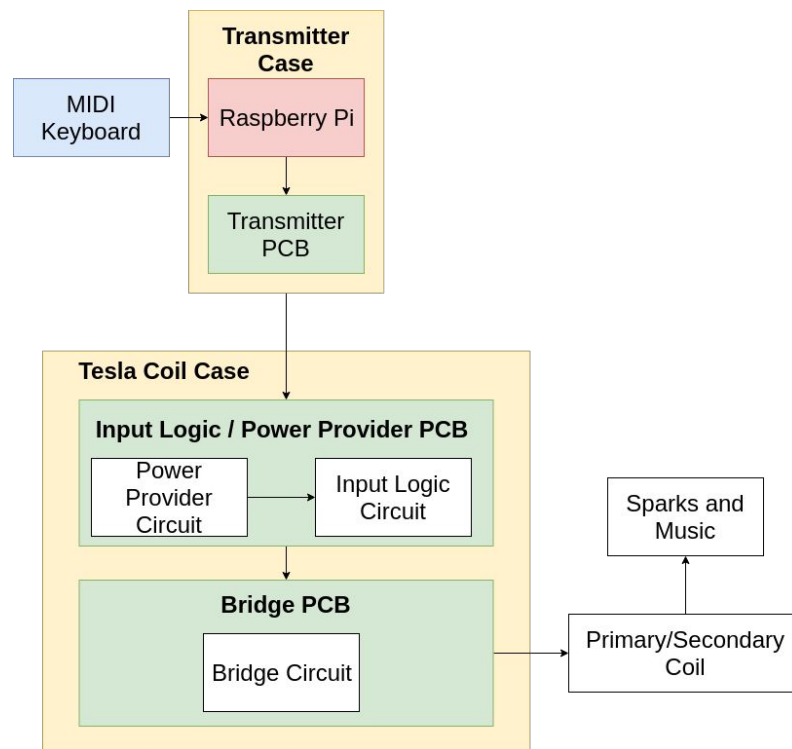 Transmitter
Case
MIDI
Keyboard
Raspberry Pi
Transmitter
PCB
Tesla Coil Case
Input Logic / Power Provider PCB
Power
Provider
Circuit
Input Logic
Circuit
Sparks and
Music
Bridge PCB
Bridge Circuit
Primary/Secondary
Coil